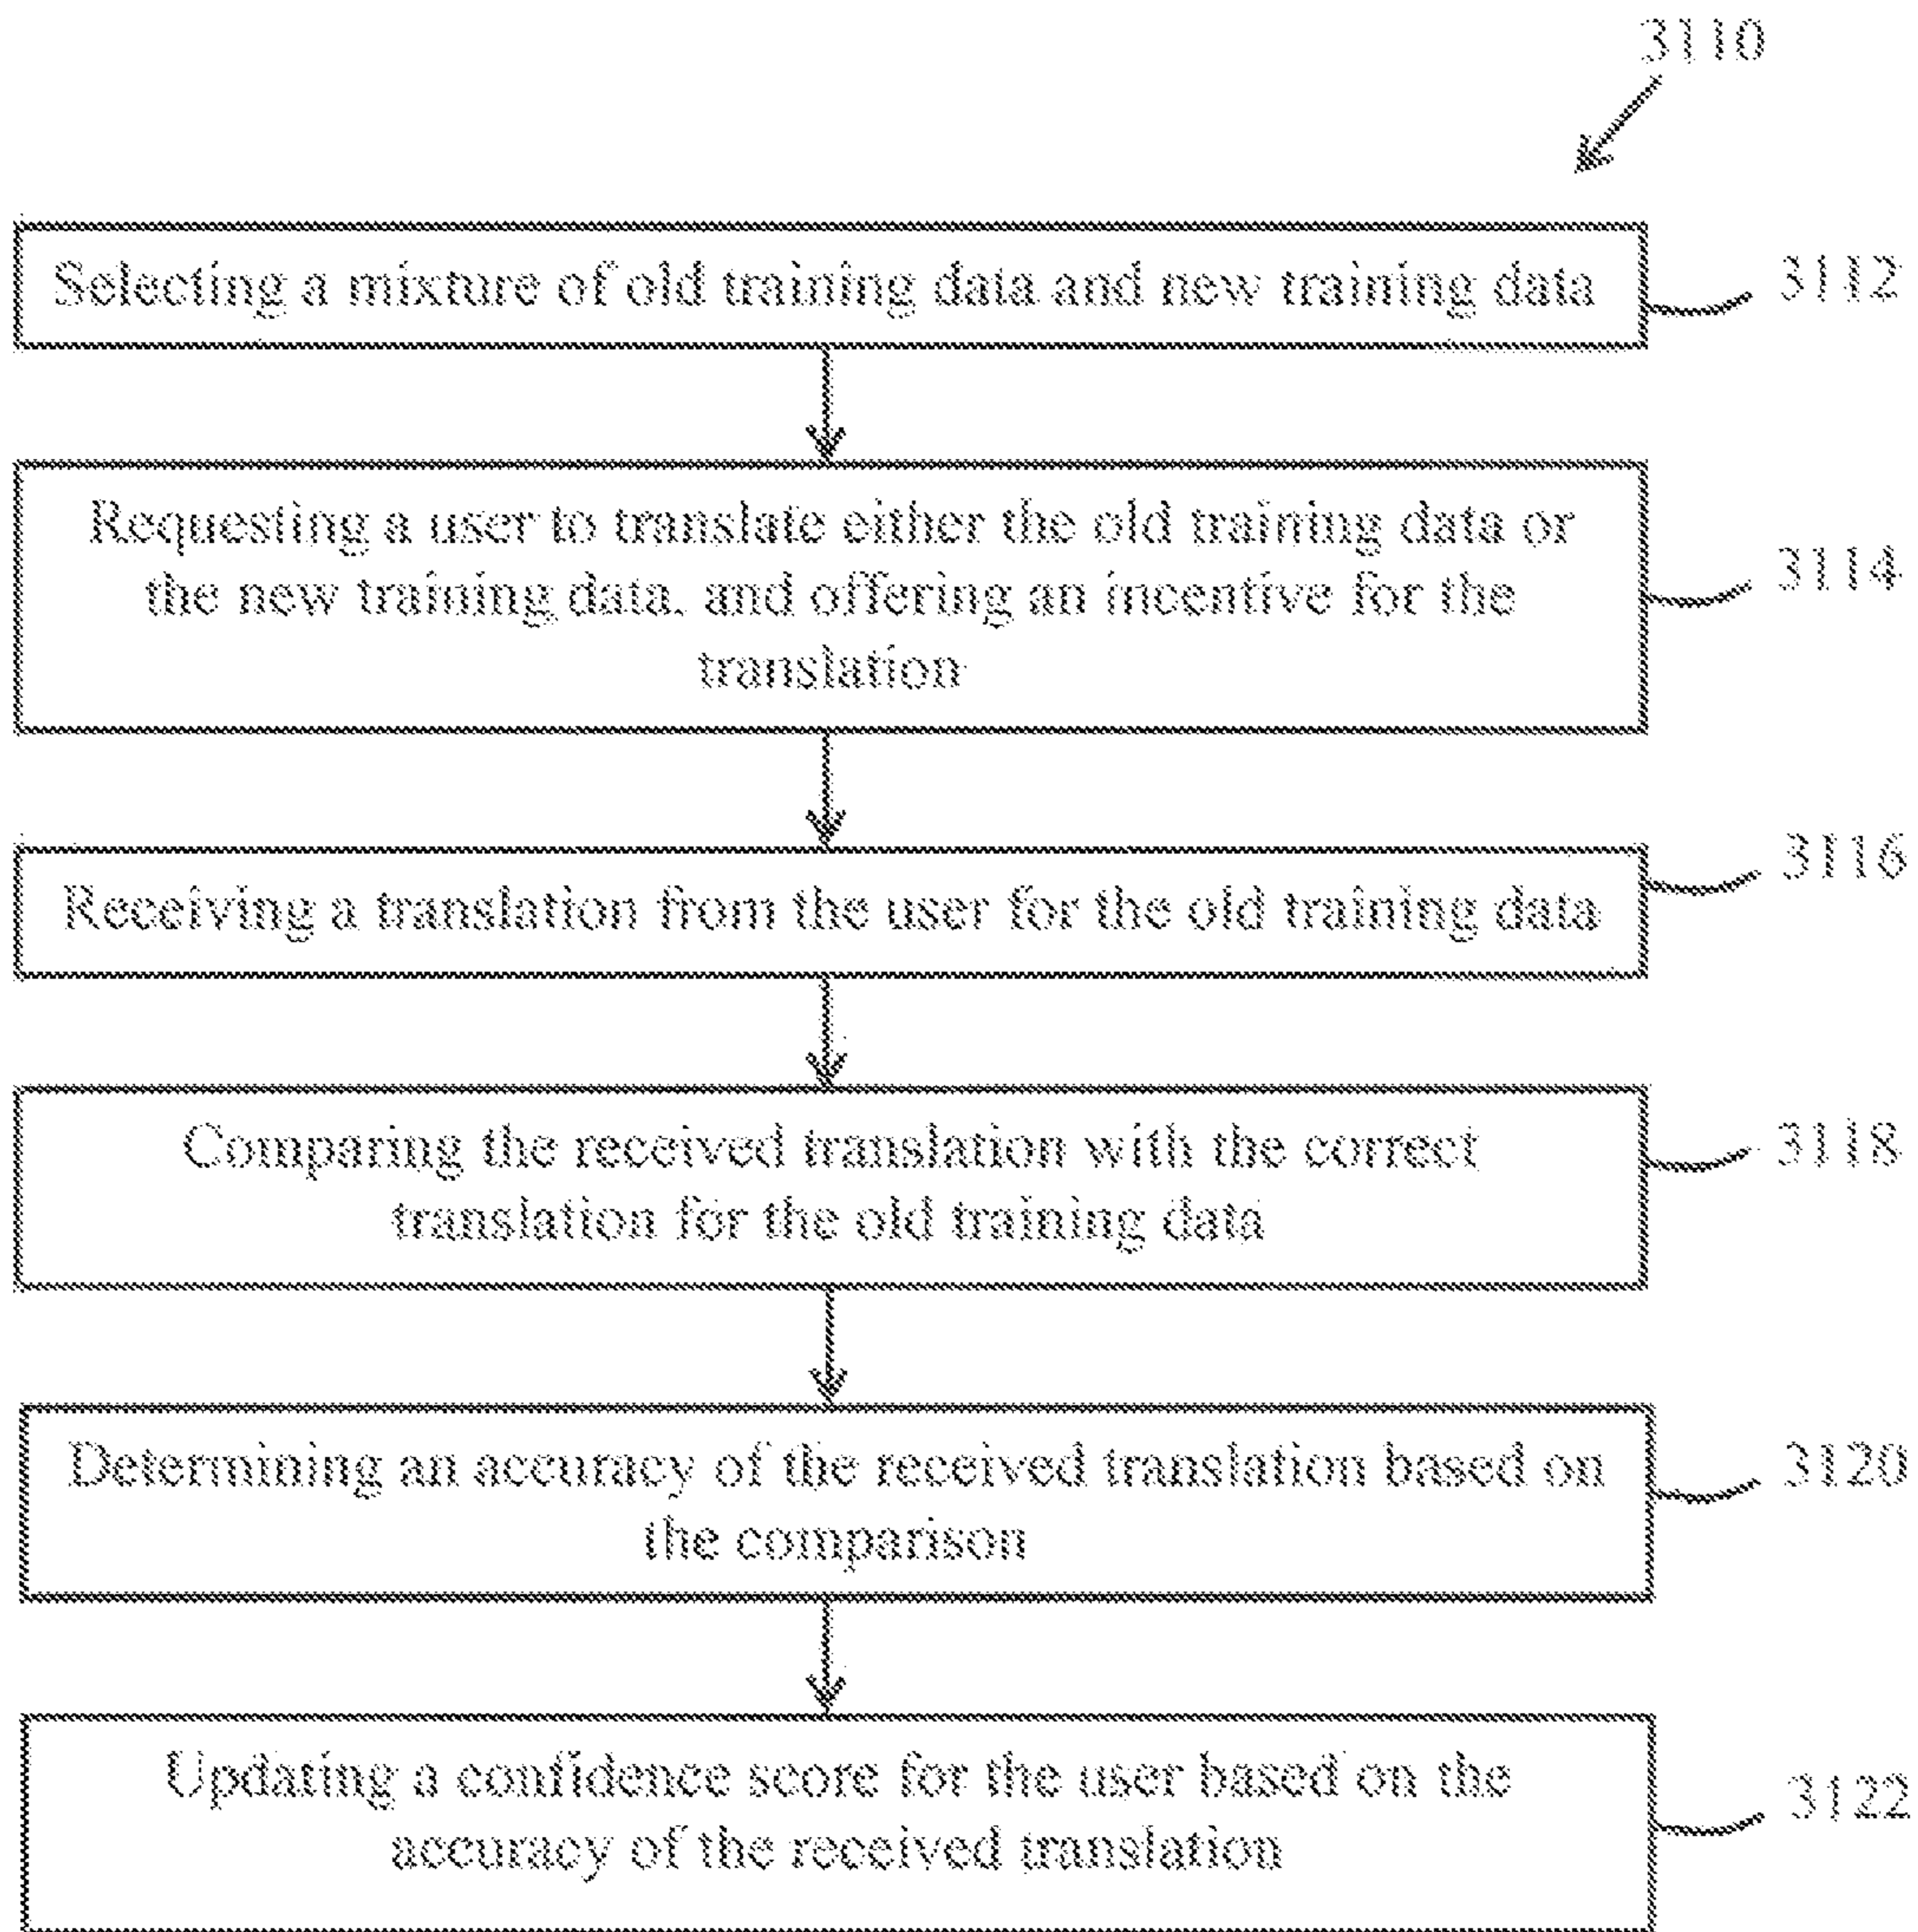 3110
Selecting a mixture of old training data and new training data
3112
Requesting a user to translate either the old training data or
the new training data, and offering an incentive for the
translation
3114
Receiving a translation from the user for the old training data
3116
Comparing the received translation with the correct
translation for the old training data
3118
Determining an accuracy of the received translation based on
the comparison
3120
Updating a confidence score for the user based on the
accuracy of the received translation
3122